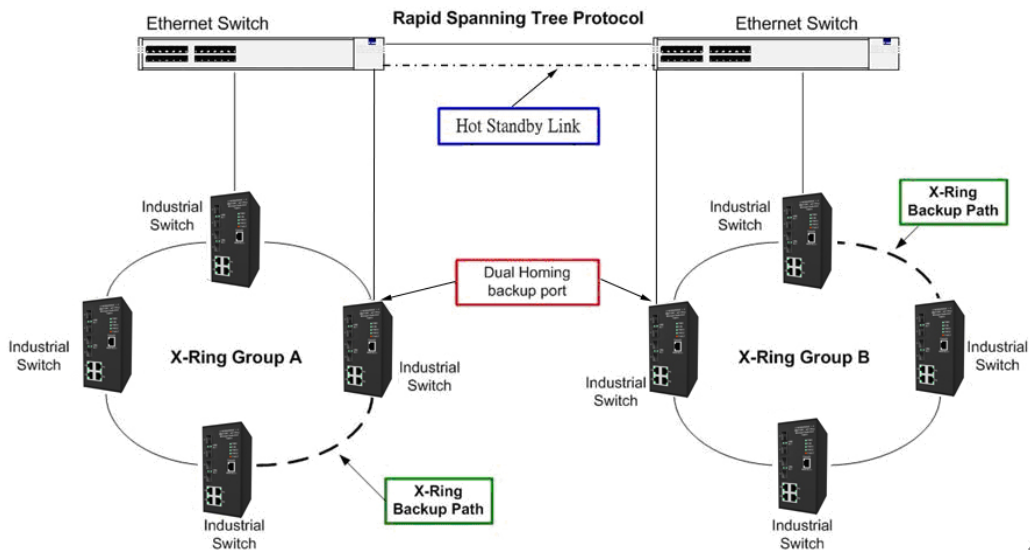 Rapid Spanning Tree Protocol
Ethernet Switch
Ethernet Switch
Hot Standby Link
X-Ring
Backup Path
Industrial
Switch
Industrial
Switch
Dual Homing
backup port
Industrial
Switch
X-Ring Group A
Industrial
Switch
Industrial
Switch
X-Ring Group B
Industrial
Switch
X-Ring
Backup Path
Industrial
Switch
Industrial
Switch